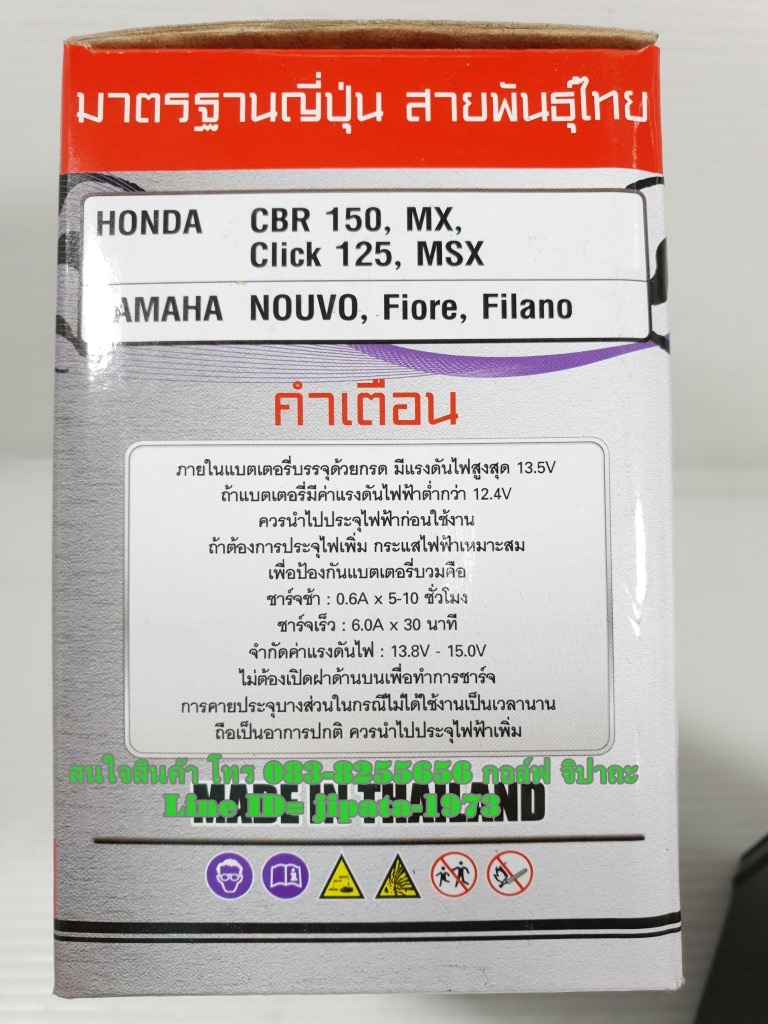 มาตรฐานญี่ปุ่น สายพันธุ์ไทย
HONDA CBR 150, MX,
Click 125, MSX
YAMAHA NOUVO, Fiore, Filano
คำเตือน
ภายในแบตเตอรี่บรรจุด้วยกรด มีแรงดันไฟสูงสุด 13.5V
ถ้าแบตเตอรี่มีค่าแรงดันไฟฟ้าต่ำกว่า 12.4V
ควรนำไปประจุไฟฟ้าก่อนใช้งาน
ถ้าต้องการประจุไฟเพิ่ม กระแสไฟฟ้าเหมาะสม
เพื่อป้องกันแบตเตอรี่บวมคือ
ชาร์จช้า : 0.6A x 5-10 ชั่วโมง
ชาร์จเร็ว : 6.0A x 30 นาที
จำกัดค่าแรงดันไฟ : 13.8V - 15.0V
ไม่ต้องเปิดฝาด้านบนเพื่อทำการชาร์จ
การคายประจุบางส่วนในกรณีไม่ได้ใช้งานเป็นเวลานาน
ถือเป็นอาการปกติ ควรนำไปประจุไฟฟ้าเพิ่ม
สนใจสินค้า โทร 083-8255656 กอล์ฟ จิปาถะ
Line ID= jipata-1973
MADE IN THAILAND